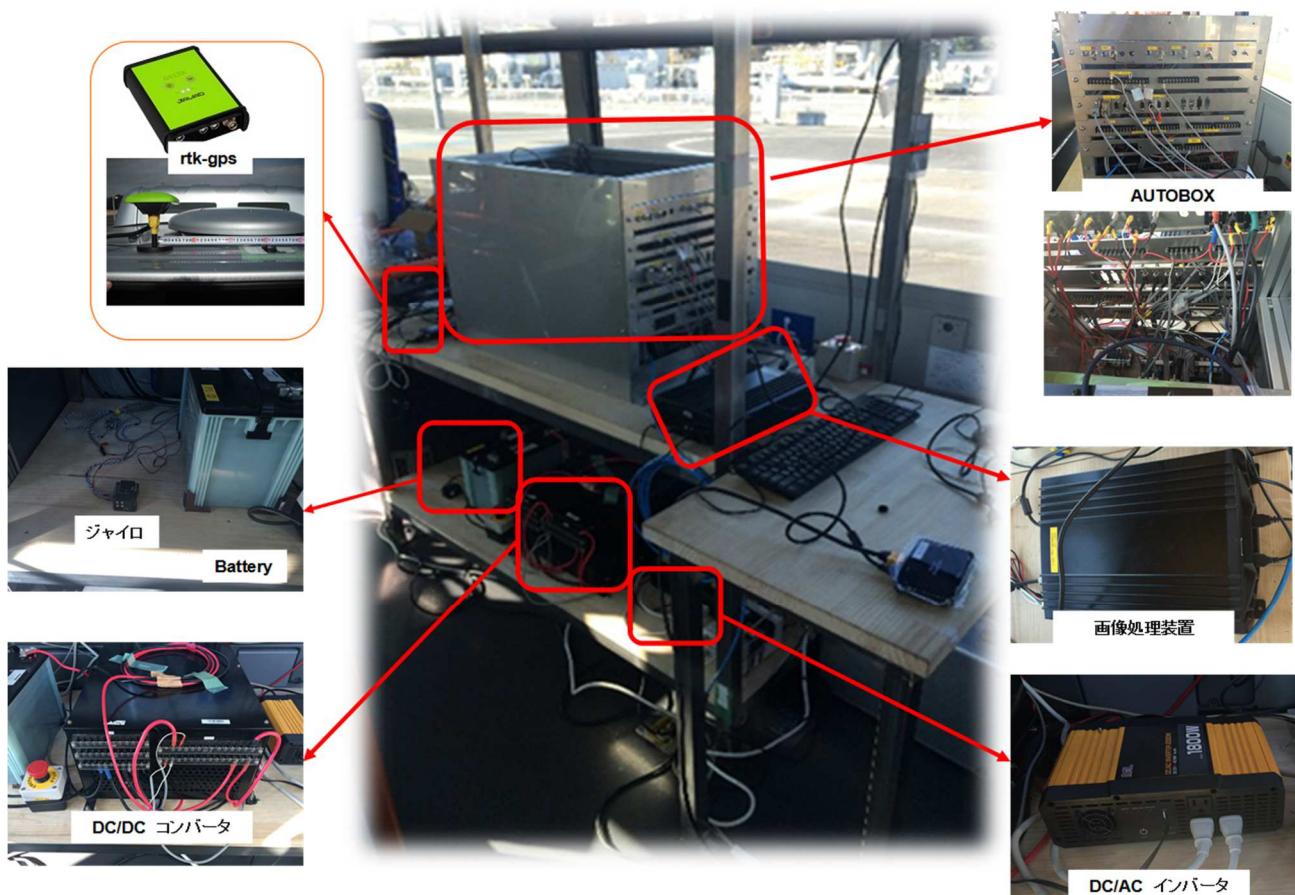 rtk-gps
AUTOBOX
ジャイロ
Battery
画像処理装置
DC/DC コンバータ
1800W
DC/AC インバータ